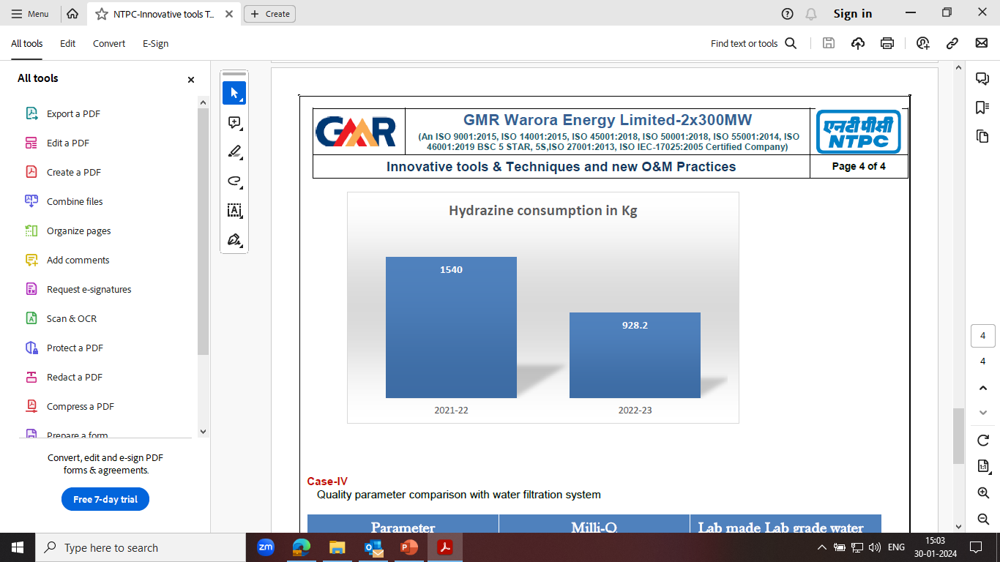 Menu
NTPC-Innovative tools T...
Create
Sign in
All tools
Edit
Convert
E-Sign
Find text or tools
All tools
Export a PDF
Edit a PDF
Create a PDF
Combine files
Organize pages
Add comments
Request e-signatures
Scan & OCR
Protect a PDF
Redact a PDF
Compress a PDF
Prepare a form
Convert, edit and e-sign PDF
forms & agreements.
Free 7-day trial
GMR
GMR Warora Energy Limited-2x300MW
(An ISO 9001:2015, ISO 14001:2015, ISO 45001:2018, ISO 50001:2018, ISO 55001:2014, ISO
46001:2019 BSC 5 STAR, 5S,ISO 27001:2013, ISO IEC-17025:2005 Certified Company)
एनटीपीसी
NTPC
Innovative tools & Techniques and new O&M Practices
Page 4 of 4
Hydrazine consumption in Kg
1540
928.2
2021-22
2022-23
Case-IV
Quality parameter comparison with water filtration system
Parameter
Milli-Q
Lab made Lab grade water
4
4
1:1
Type here to search
zm
ENG
15:03
30-01-2024